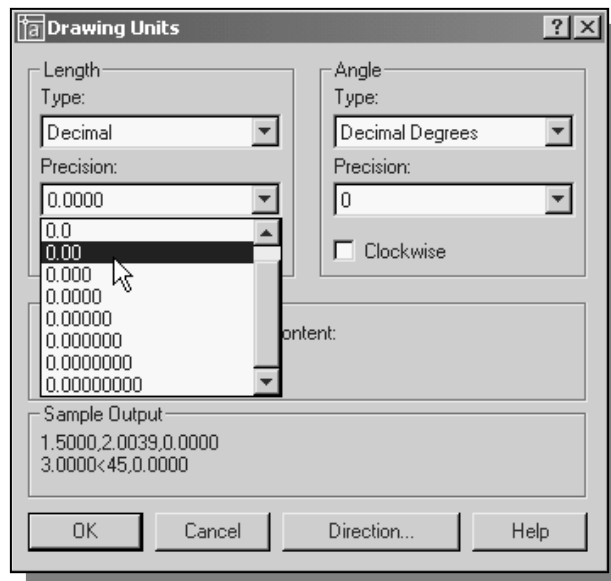 Drawing Units
Length
Type:
Decimal
Precision:
0.0000
0.0
0.00
0.000
0.0000
0.00000
0.000000
0.0000000
0.00000000
Angle
Type:
Decimal Degrees
Precision:
0
Clockwise
ontent:
Sample Output
1.5000,2.0039,0.0000
3.0000<45,0.0000
OK Cancel Direction... Help